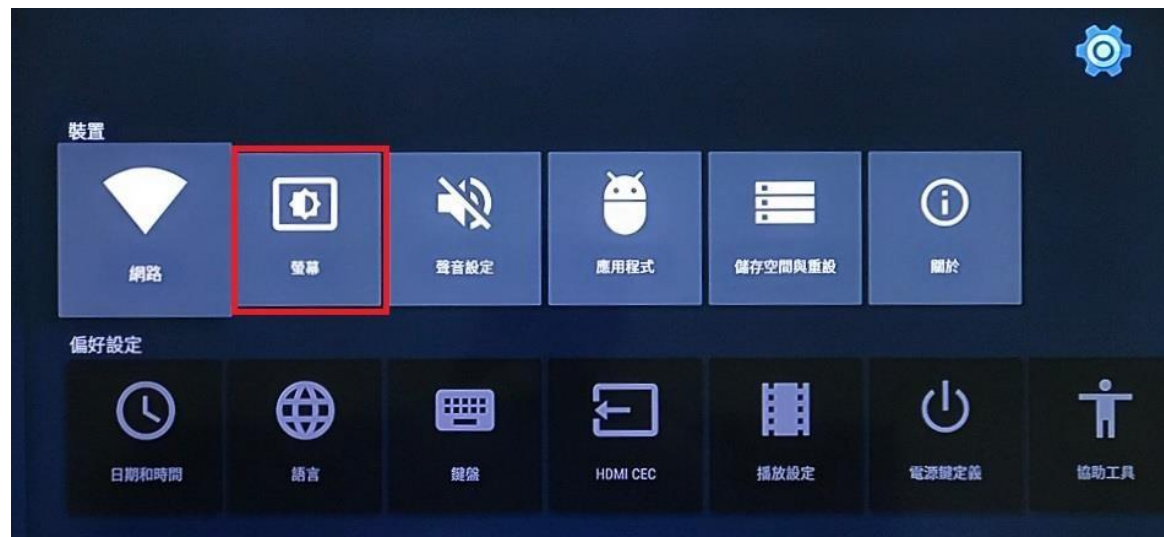 裝置
網路
螢幕
聲音設定
應用程式
儲存空間與重設
關於
偏好設定
日期和時間
語言
鍵盤
HDMI CEC
播放設定
電源鍵定義
協助工具